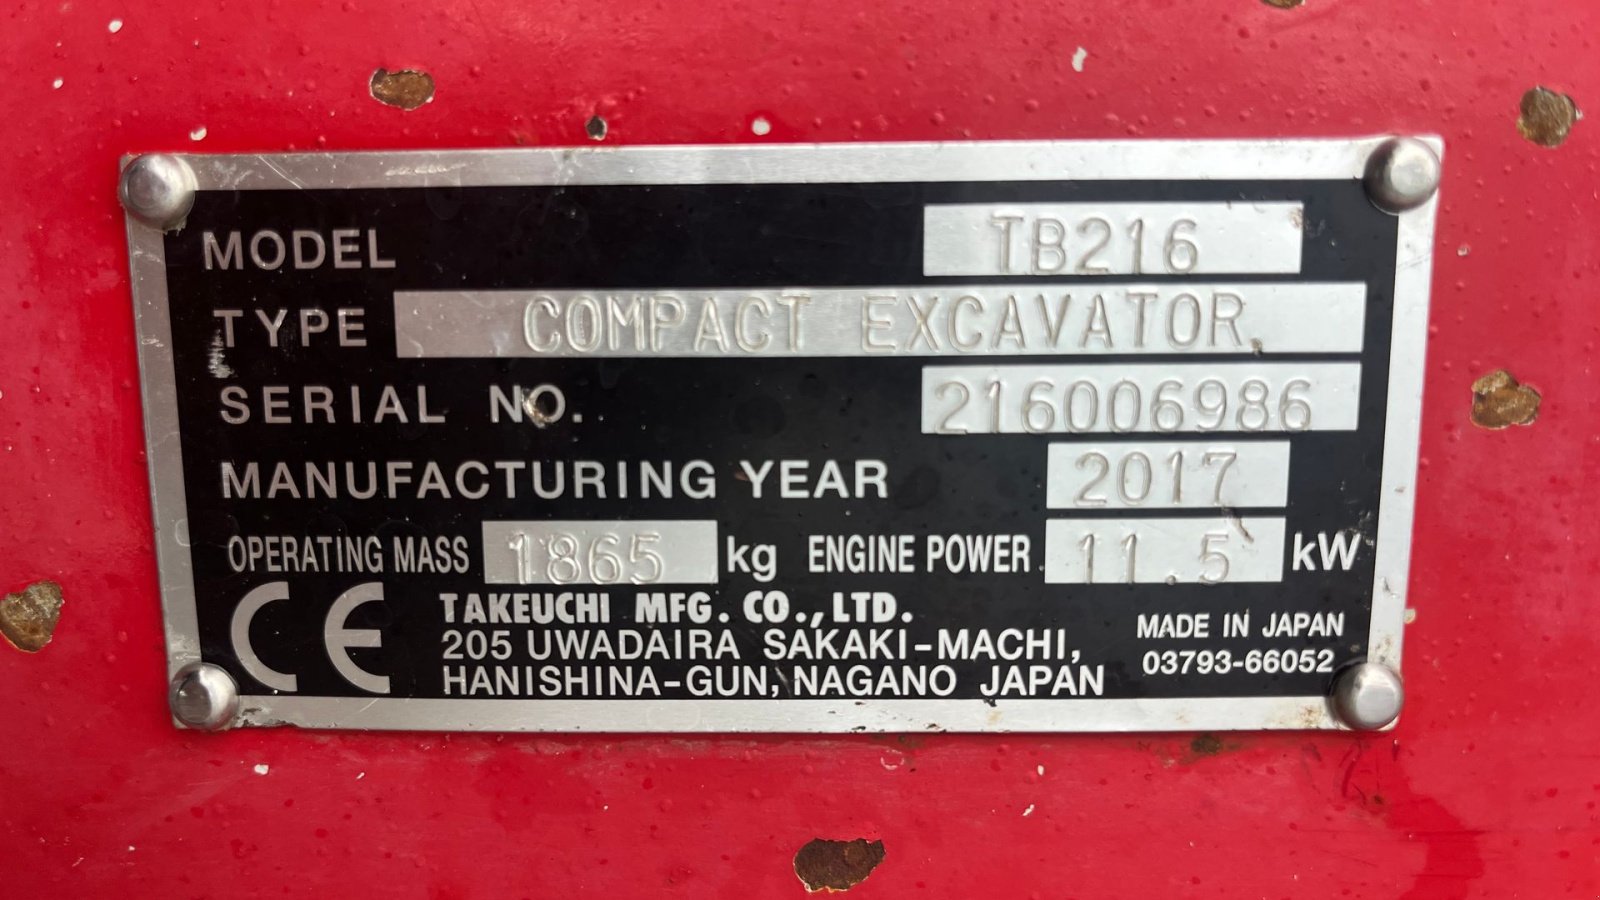 MODEL TB216
TYPE COMPACT EXCAVATOR
SERIAL NO. 216006986
MANUFACTURING YEAR 2017
OPERATING MASS 1865 kg ENGINE POWER 11.5 kW
CE
TAKEUCHI MFG. CO.,LTD.
205 UWADAIRA SAKAKI-MACHI,
HANISHINA-GUN, NAGANO JAPAN
MADE IN JAPAN
03793-66052